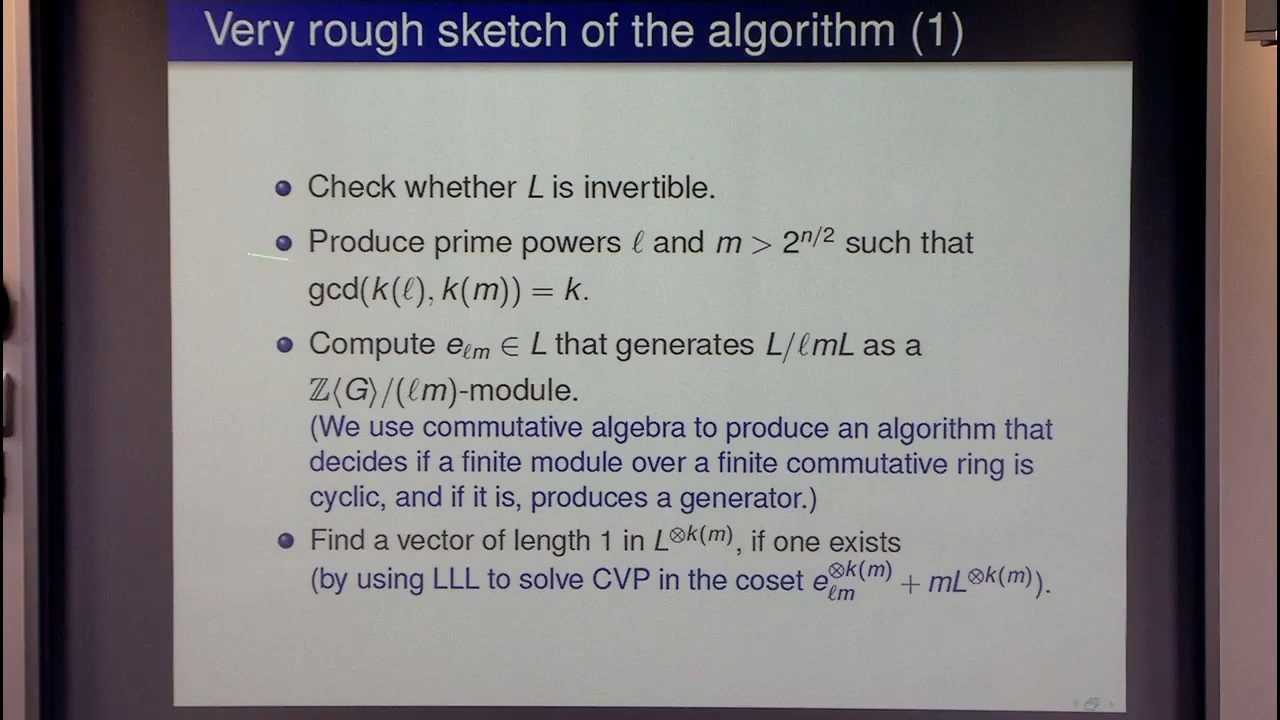 Very rough sketch of the algorithm (1)
Check whether L is invertible.
Produce prime powers ℓ and m > 2^{n/2} such that
gcd(k(ℓ), k(m)) = k.
Compute e_{ℓm} ∈ L that generates L/ℓmL as a
ℤ⟨G⟩/(ℓm)-module.
(We use commutative algebra to produce an algorithm that
decides if a finite module over a finite commutative ring is
cyclic, and if it is, produces a generator.)
Find a vector of length 1 in L^{⊗k(m)}, if one exists
(by using LLL to solve CVP in the coset e_{ℓm}^{⊗k(m)} + mL^{⊗k(m)}).